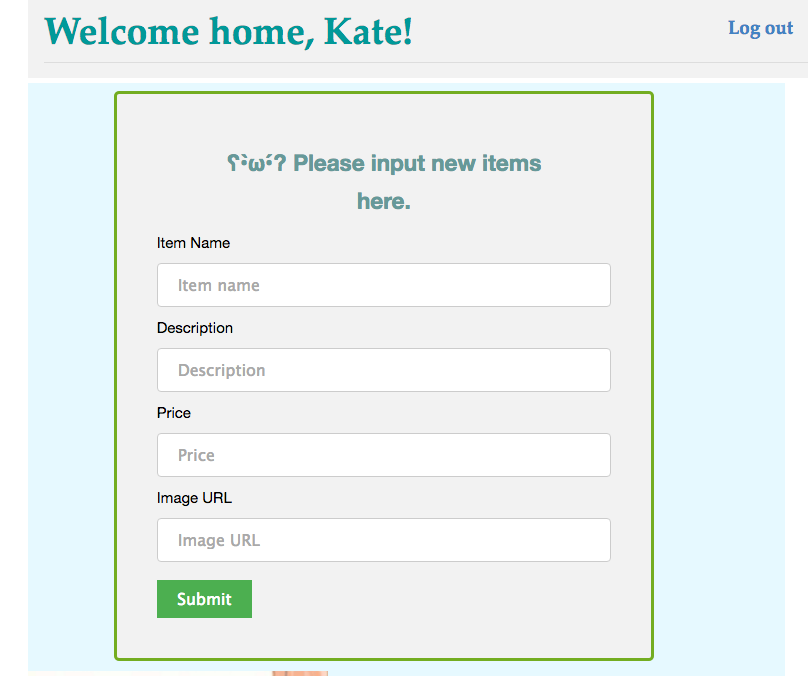 Welcome home, Kate!
Log out
ʕ•̀ω•́ʔ Please input new items
here.
Item Name
Item name
Description
Description
Price
Price
Image URL
Image URL
Submit